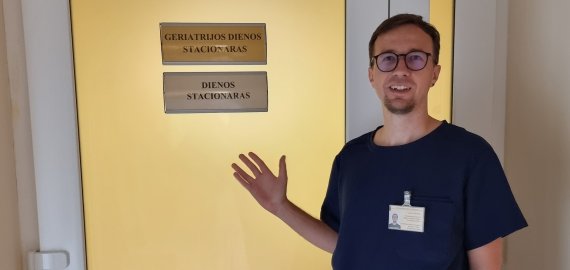 GERIATRIJOS DIENOS
STACIONARAS
DIENOS
STACIONARAS